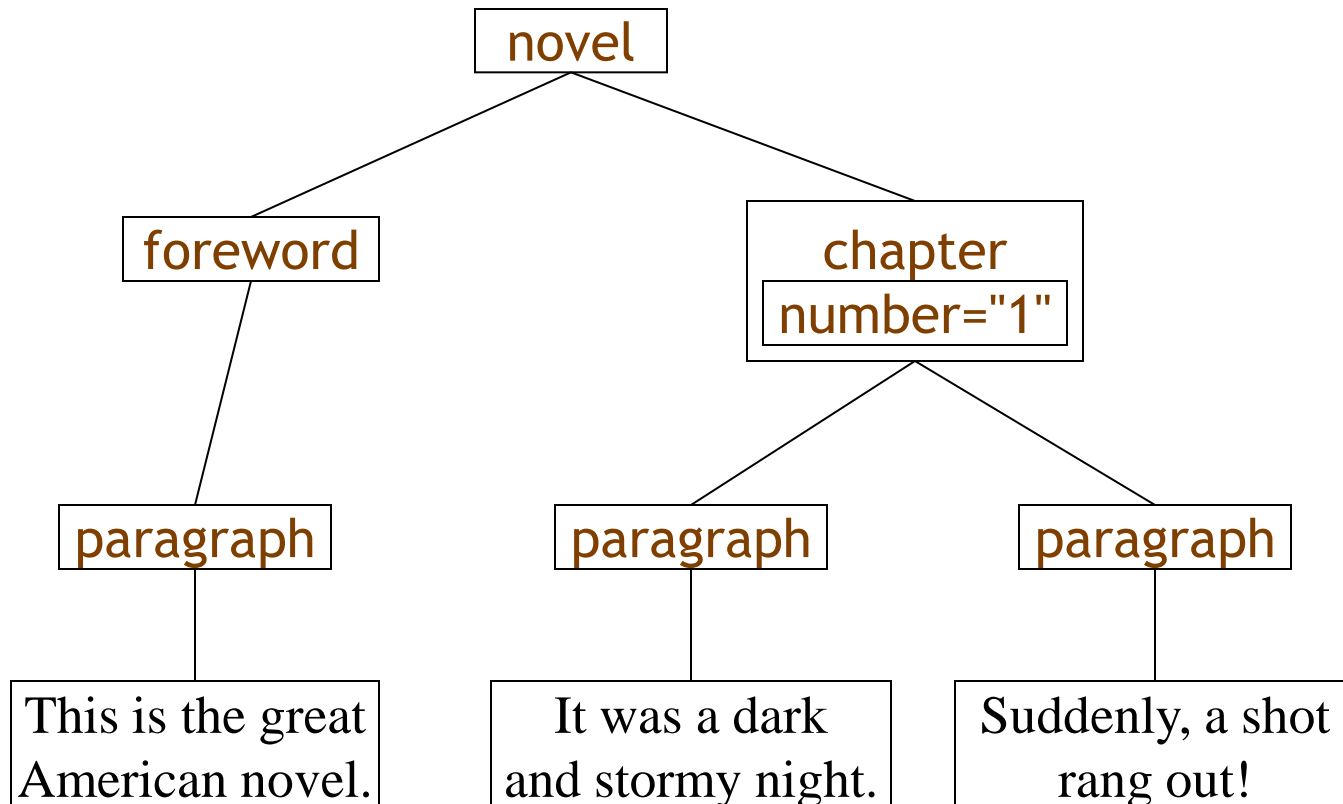 novel
foreword
chapter
number="1"
paragraph
paragraph
paragraph
This is the great
American novel.
It was a dark
and stormy night.
Suddenly, a shot
rang out!